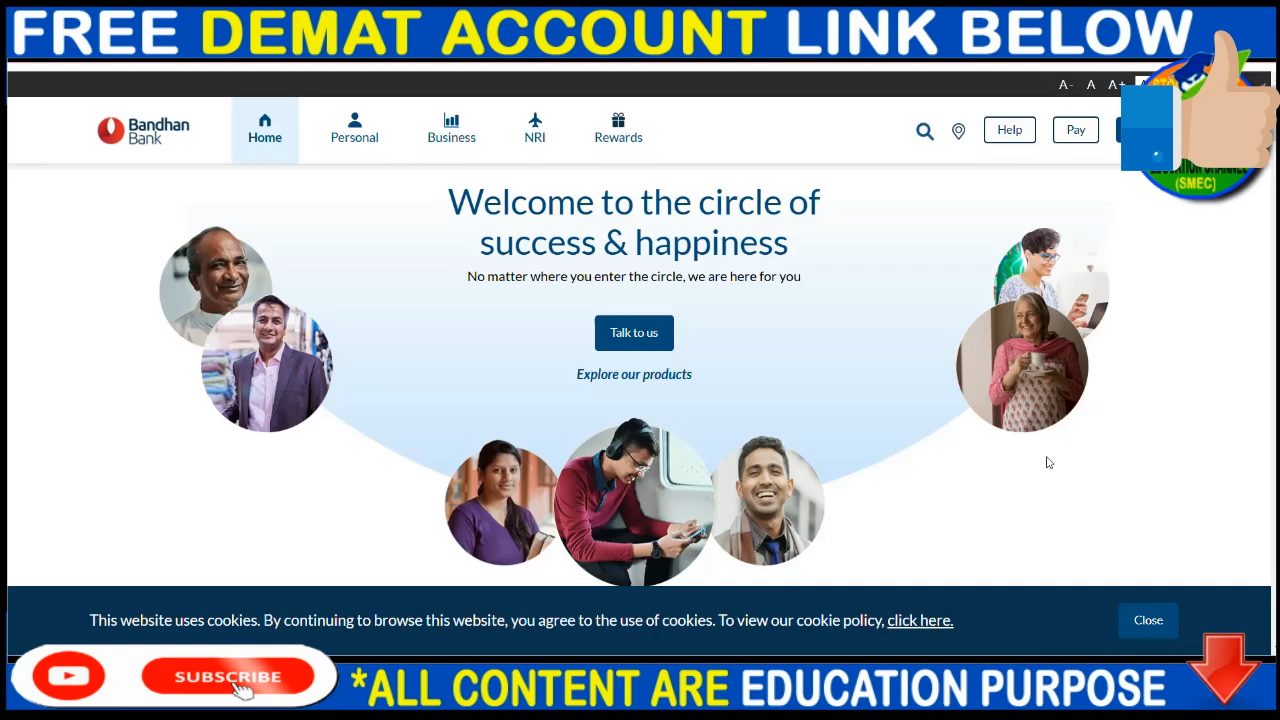 FREE DEMAT ACCOUNT LINK BELOW
A- A A+
Bandhan
Bank
Home
Personal
Business
NRI
Rewards
Help
Pay
EDUCATION CHANNEL
(SMEC)
Welcome to the circle of
success & happiness
No matter where you enter the circle, we are here for you
Talk to us
Explore our products
This website uses cookies. By continuing to browse this website, you agree to the use of cookies. To view our cookie policy, click here.
Close
SUBSCRIBE
*ALL CONTENT ARE EDUCATION PURPOSE